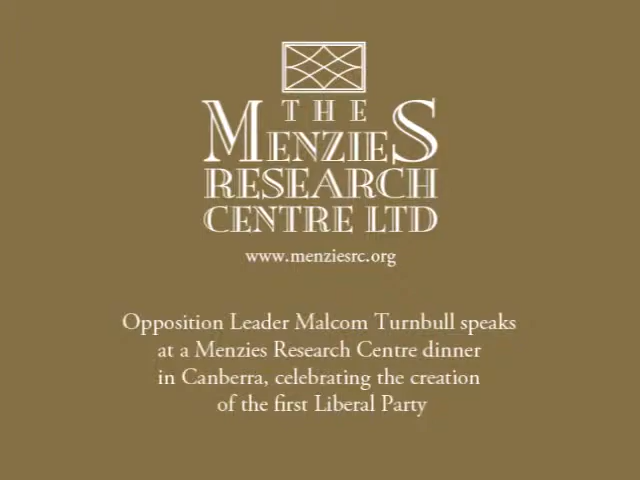 THE
MENZIES
RESEARCH
CENTRE LTD
www.menziesrc.org
Opposition Leader Malcom Turnbull speaks
at a Menzies Research Centre dinner
in Canberra, celebrating the creation
of the first Liberal Party